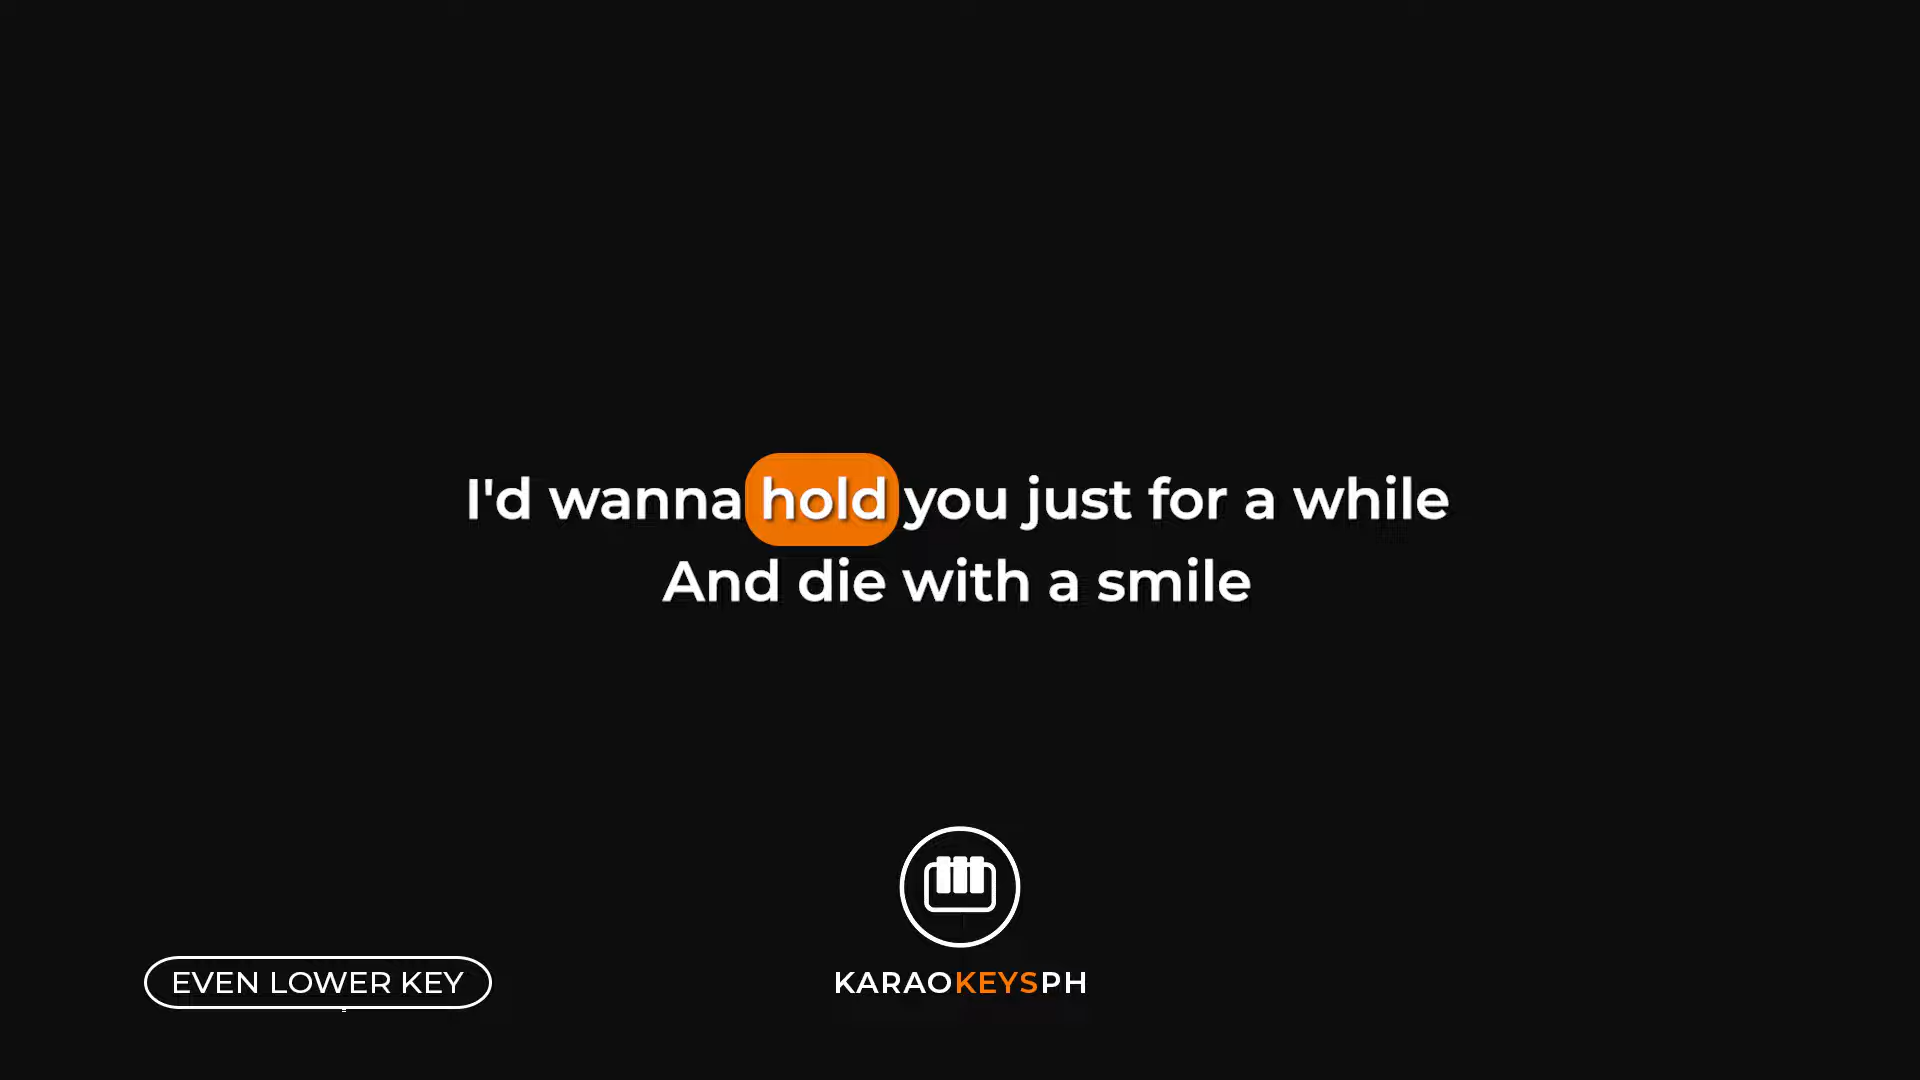 I'd wanna hold you just for a while
And die with a smile
EVEN LOWER KEY
KARAOKEYSPH